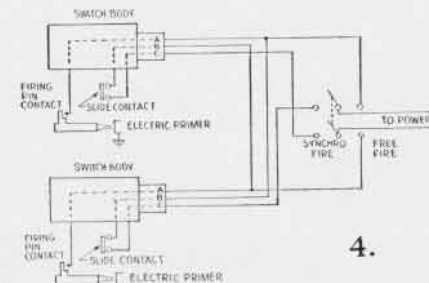 SWITCH BODY
A
B
C
FIRING
PIN
CONTACT
SLIDE CONTACT
ELECTRIC PRIMER
TO POWER
SYNCHRO
FIRE
FREE
FIRE
SWITCH BODY
A
B
C
FIRING
PIN
CONTACT
SLIDE CONTACT
ELECTRIC PRIMER
4.